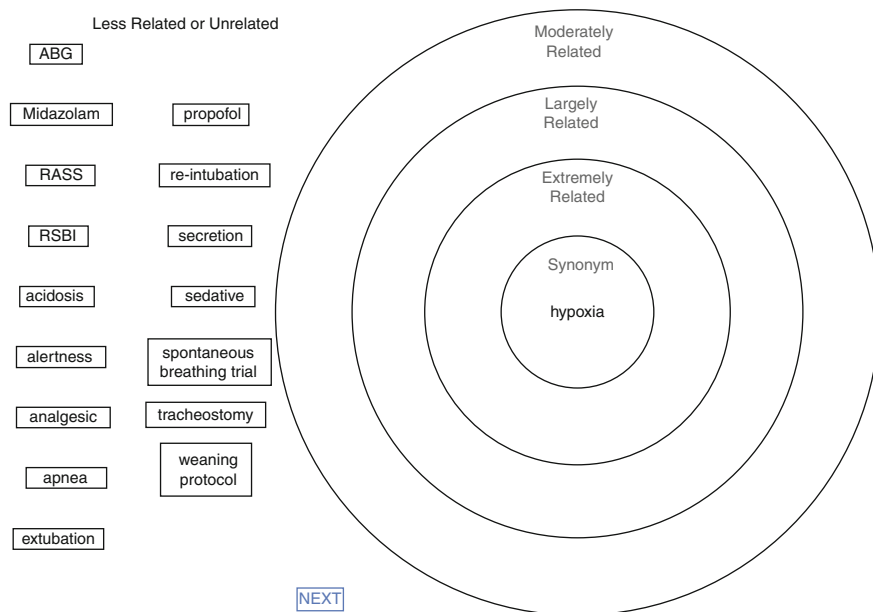 Less Related or Unrelated
ABG
Midazolam
propofol
RASS
re-intubation
RSBI
secretion
acidosis
sedative
alertness
spontaneous
breathing trial
analgesic
tracheostomy
apnea
weaning
protocol
extubation
Moderately
Related
Largely
Related
Extremely
Related
Synonym
hypoxia
NEXT